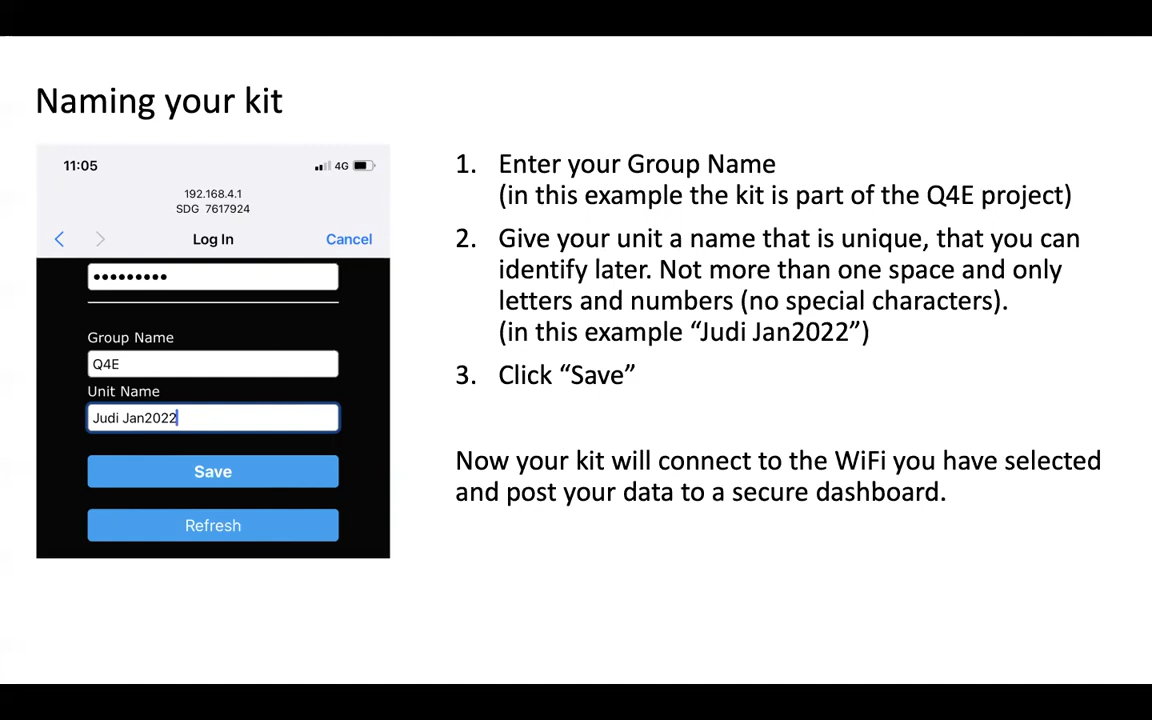 Naming your kit
11:05
4G
192.168.4.1
SDG 7617924
Log In
Cancel
•••••••••
Group Name
Q4E
Unit Name
Judi Jan2022
Save
Refresh
1. Enter your Group Name
(in this example the kit is part of the Q4E project)
2. Give your unit a name that is unique, that you can
identify later. Not more than one space and only
letters and numbers (no special characters).
(in this example “Judi Jan2022”)
3. Click “Save”
Now your kit will connect to the WiFi you have selected
and post your data to a secure dashboard.